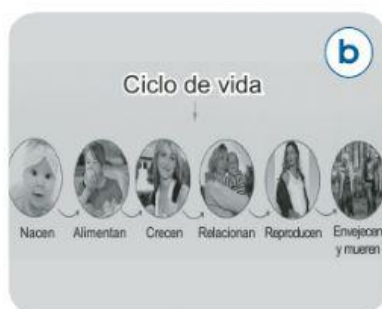 b
Ciclo de vida
Nacen Alimentan Crecen Relacionan Reproducen Envejecen
y mueren